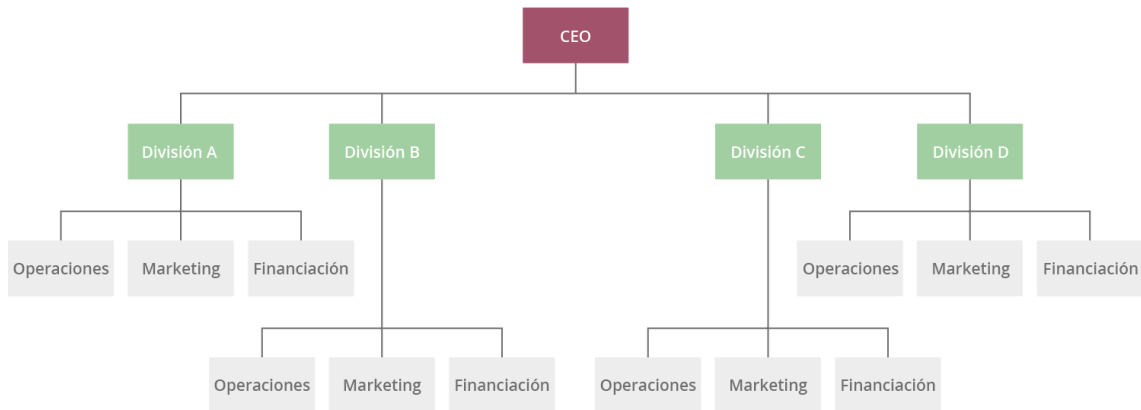 CEO
División A
División B
División C
División D
Operaciones
Marketing
Financiación
Operaciones
Marketing
Financiación
Operaciones
Marketing
Financiación
Operaciones
Marketing
Financiación